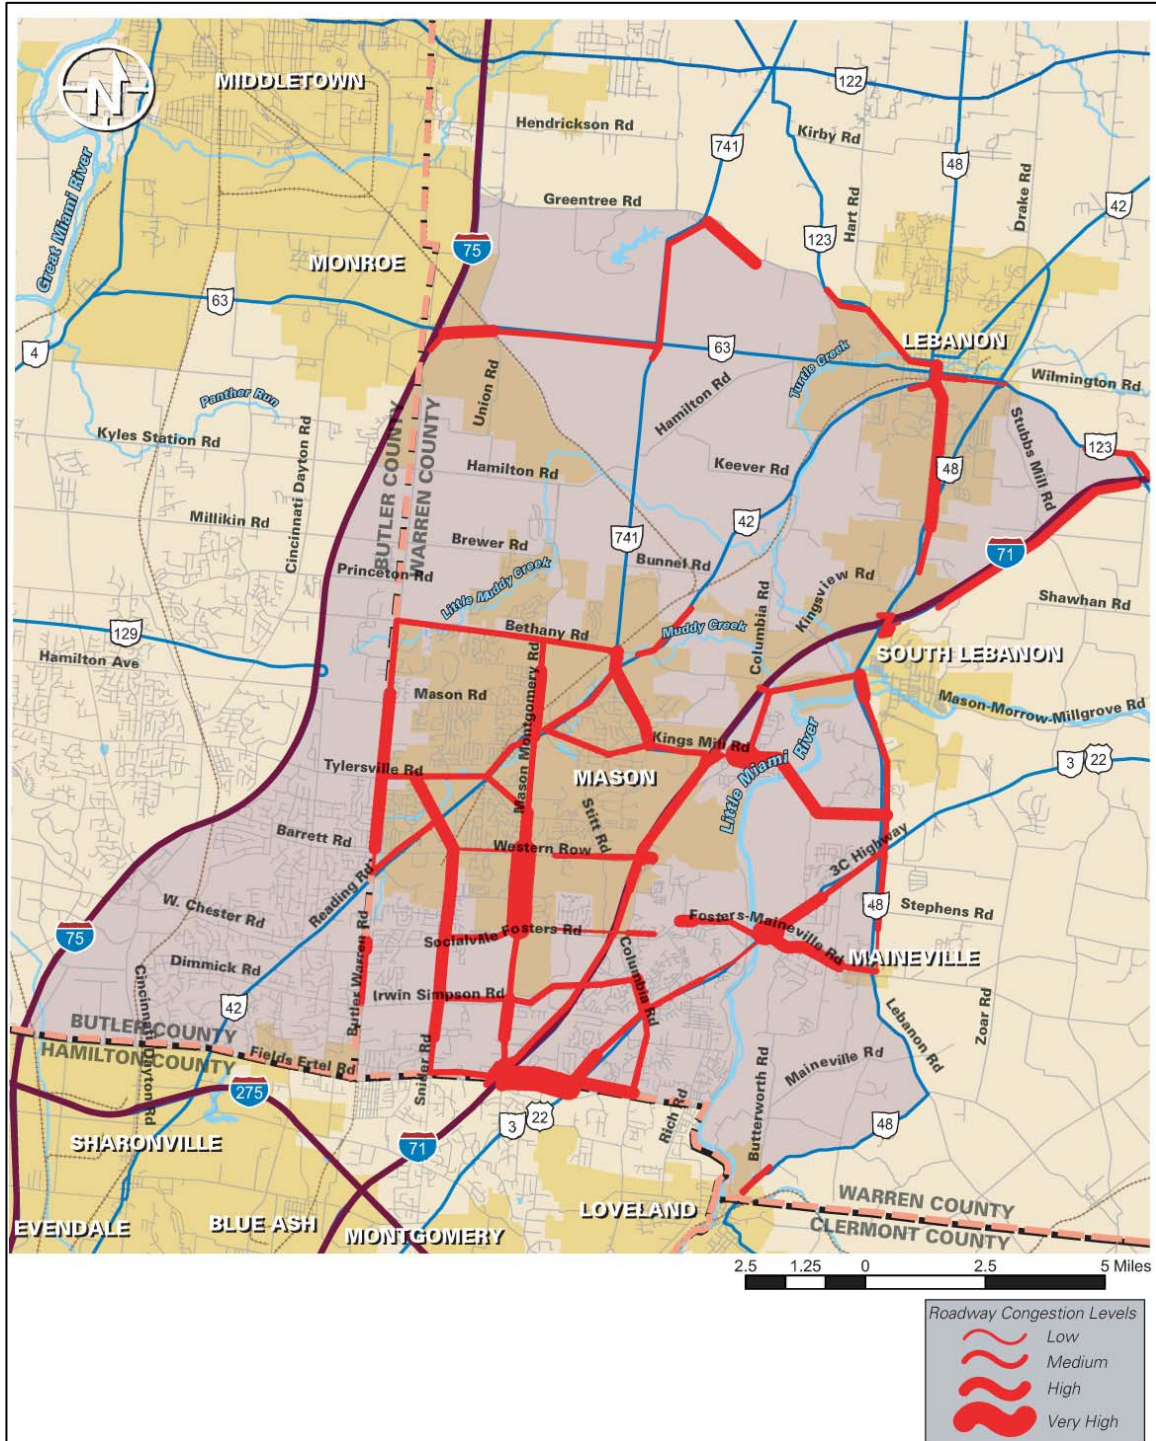 N
MIDDLETOWN
122
Hendrickson Rd
Kirby Rd
741
48
Drake Rd
Great Miami River
Greentree Rd
Hart Rd
42
123
75
MONROE
63
4
63
LEBANON
Turtle Creek
Wilmington Rd
Union Rd
Panther Run
Hamilton Rd
Kyles Station Rd
Cincinnati Dayton Rd
BUTLER COUNTY
WARREN COUNTY
Hamilton Rd
Keever Rd
48
Stubbs Mill Rd
123
Millikin Rd
42
741
Brewer Rd
Bunnel Rd
71
Princeton Rd
Little Muddy Creek
Columbia Rd
Kingsview Rd
Shawhan Rd
129
Bethany Rd
Muddy Creek
Hamilton Ave
SOUTH LEBANON
Mason Rd
Mason Montgomery Rd
Mason-Morrow-Millgrove Rd
Kings Mill Rd
Little Miami River
3
22
Tylersville Rd
MASON
Stitt Rd
Barrett Rd
Western Row
3C Highway
Reading Rd
W. Chester Rd
48
Stephens Rd
75
Socialville Fosters Rd
Fosters-Maineville Rd
Dimmick Rd
Butler Warren Rd
Columbia Rd
MAINEVILLE
Irwin Simpson Rd
Cincinnati Dayton Rd
42
Lebanon Rd
Zoar Rd
BUTLER COUNTY
HAMILTON COUNTY
Fields Ertel Rd
Snider Rd
Maineville Rd
Butterworth Rd
275
3
22
Rich Rd
48
SHARONVILLE
71
EVENDALE
BLUE ASH
MONTGOMERY
LOVELAND
WARREN COUNTY
CLERMONT COUNTY
2.5 1.25 0 2.5 5 Miles
Roadway Congestion Levels
Low
Medium
High
Very High